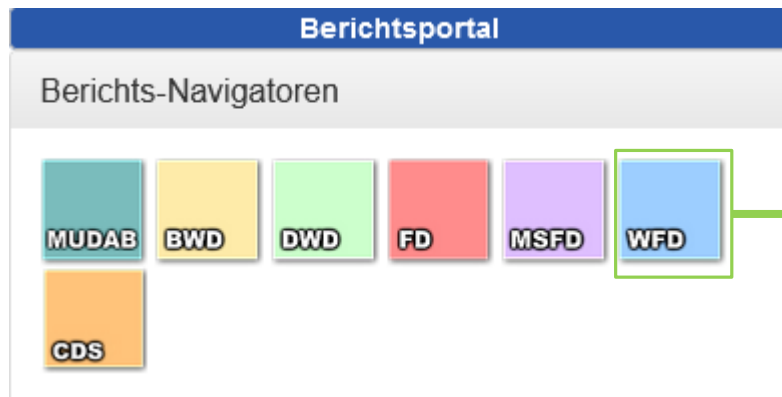 Berichtsportal
Berichts-Navigatoren
MUDAB BWD DWD FD MSFD WFD
CDS